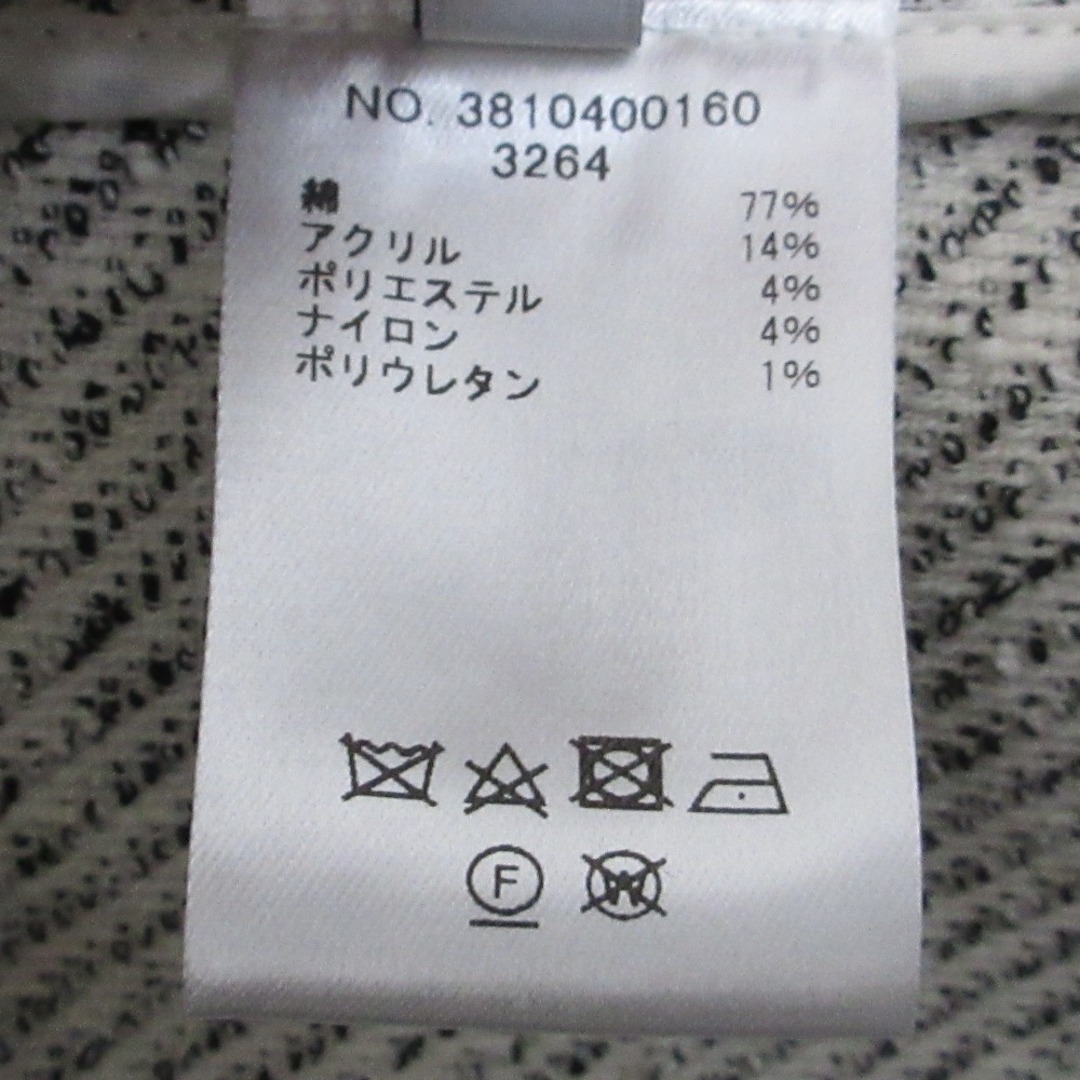 NO. 3810400160
3264
綿 77%
アクリル 14%
ポリエステル 4%
ナイロン 4%
ポリウレタン 1%
F W